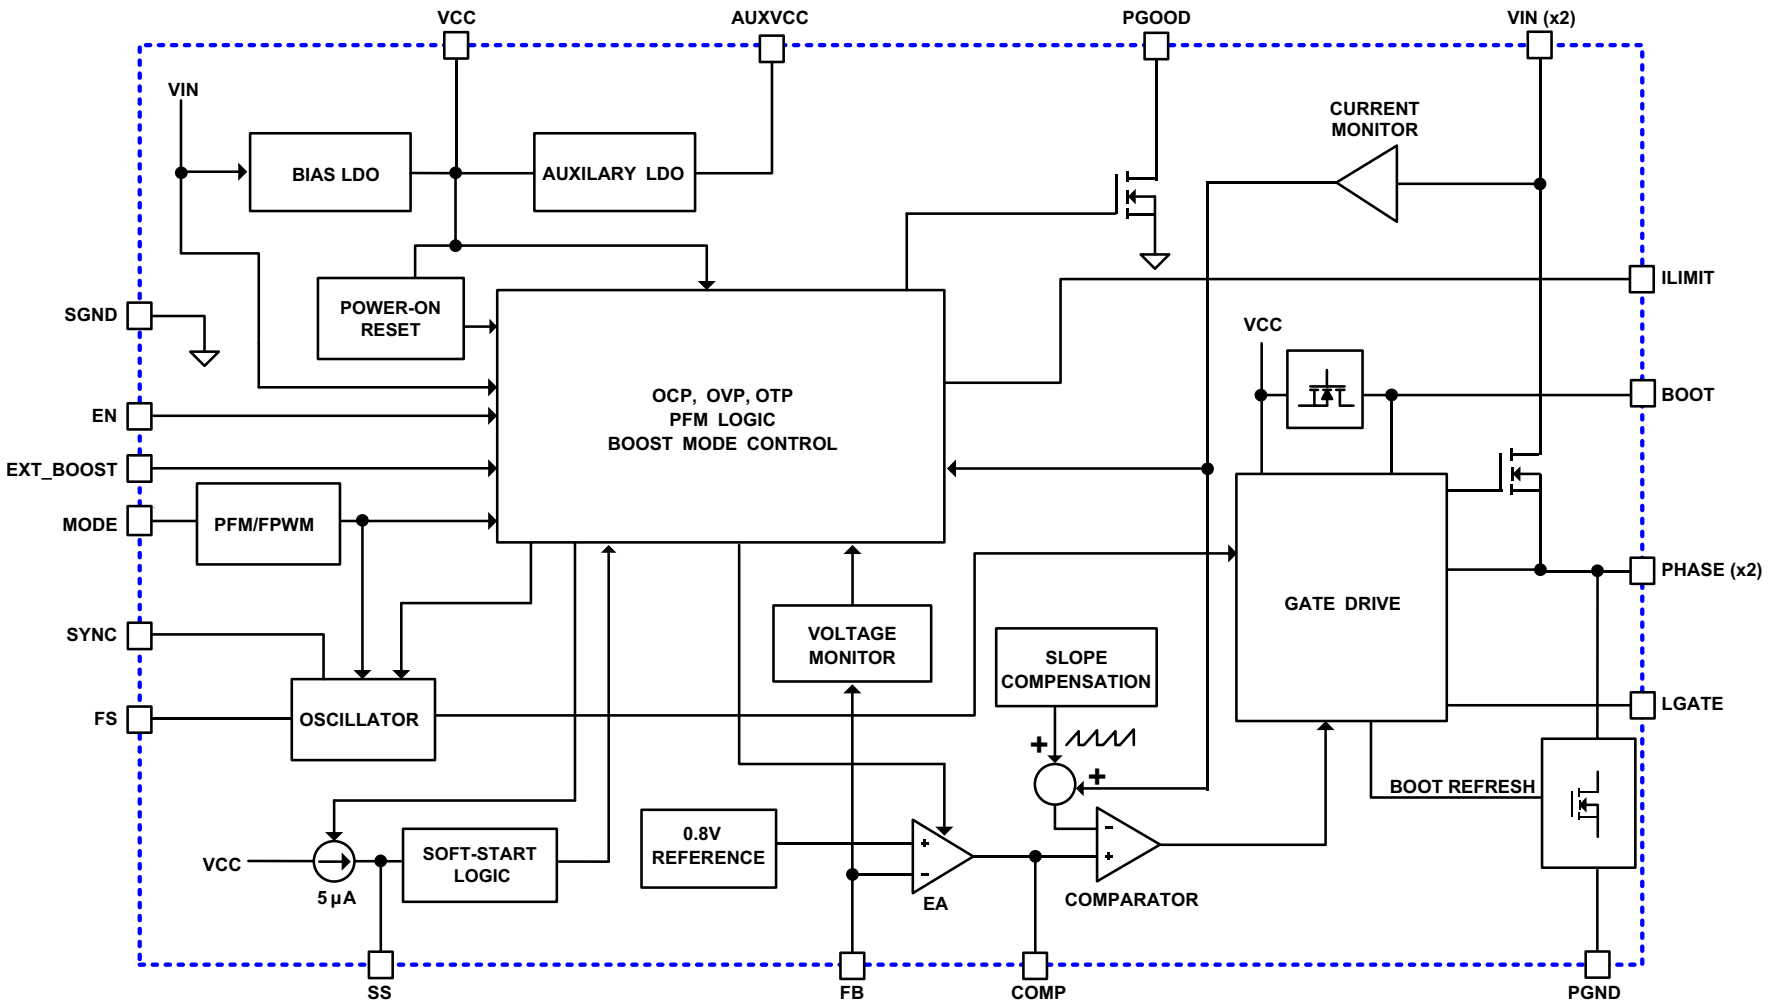 VCC
AUXVCC
PGOOD
VIN (x2)
VIN
CURRENT
MONITOR
BIAS LDO
AUXILARY LDO
ILIMIT
SGND
POWER-ON
RESET
VCC
OCP, OVP, OTP
PFM LOGIC
BOOST MODE CONTROL
BOOT
EN
EXT_BOOST
MODE
PFM/FPWM
PHASE (x2)
GATE DRIVE
SYNC
VOLTAGE
MONITOR
SLOPE
COMPENSATION
FS
OSCILLATOR
LGATE
+
+
BOOT REFRESH
0.8V
REFERENCE
+
-
-
+
VCC
SOFT-START
LOGIC
5 µA
EA
COMPARATOR
SS
FB
COMP
PGND